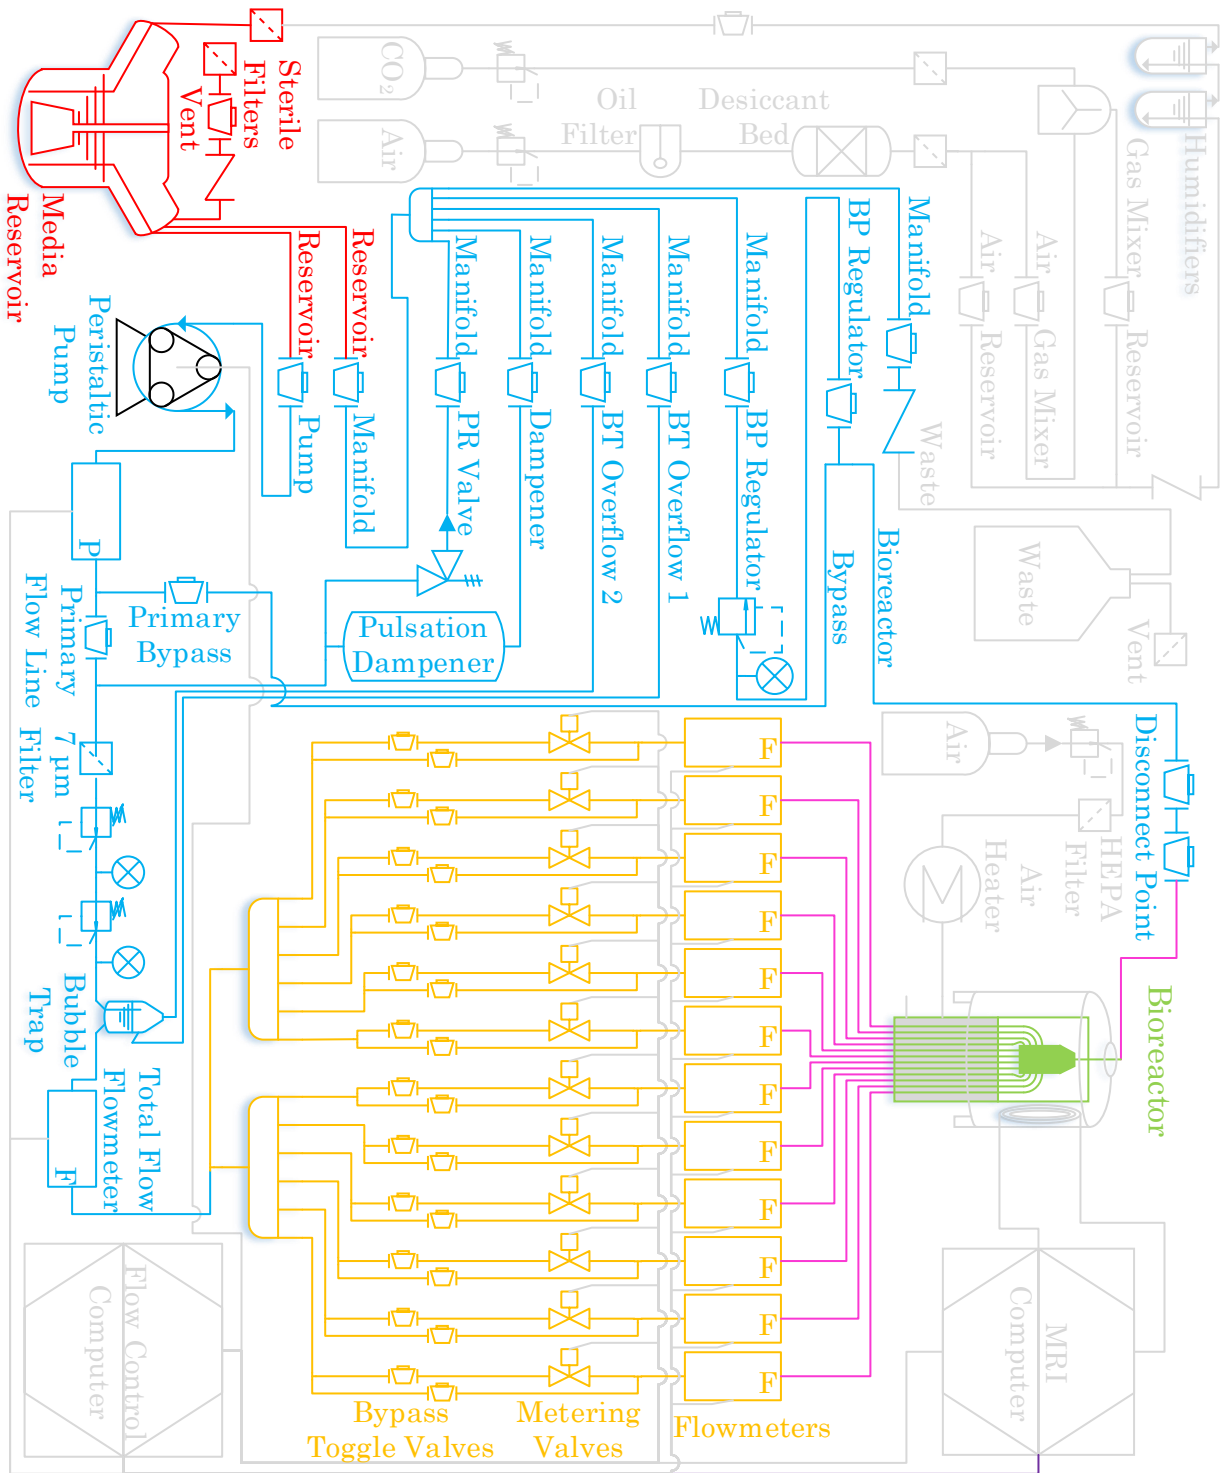 Sterile
Filters
Vent
Media
Reservoir
CO2
Air
Oil
Filter
Desiccant
Bed
Humidifiers
Gas Mixer
Reservoir
Air
Gas Mixer
Air
Reservoir
Manifold
Waste
BP Regulator
Bioreactor
Bypass
Manifold
BP Regulator
Manifold
BT Overflow 1
Manifold
BT Overflow 2
Manifold
Dampener
Manifold
PR Valve
Reservoir
Manifold
Reservoir
Pump
Peristaltic
Pump
P
Primary
Flow Line
Primary
Bypass
Pulsation
Dampener
Waste
Vent
7 µm
Filter
Bubble
Trap
Total Flow
Flowmeter
F
Air
HEPA
Filter
Air
Heater
Disconnect Point
Bioreactor
F
F
F
F
F
F
F
F
F
F
F
F
Bypass
Toggle Valves
Metering
Valves
Flowmeters
Flow Control
Computer
MRI
Computer